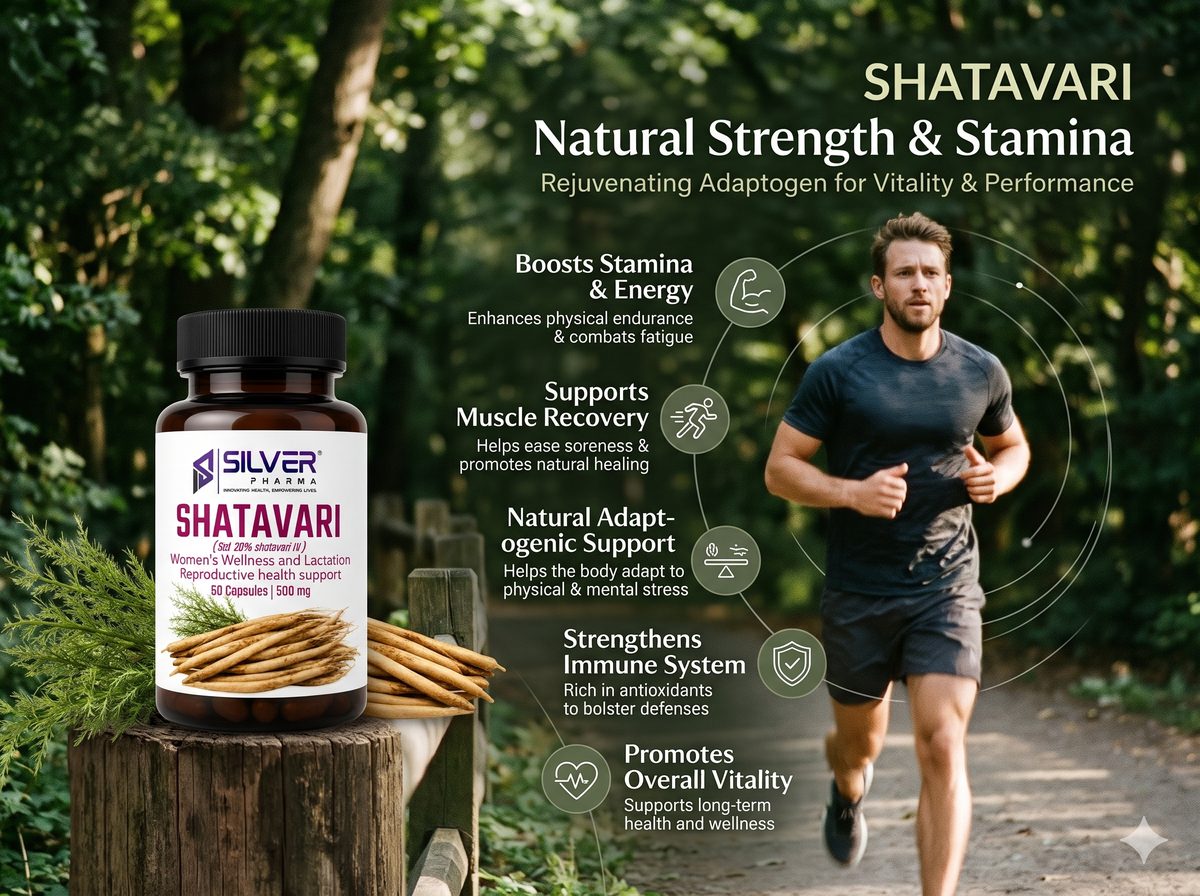 SHATAVARI
Natural Strength & Stamina
Rejuvenating Adaptogen for Vitality & Performance
Boosts Stamina
& Energy
Enhances physical endurance
& combats fatigue
Supports
Muscle Recovery
Helps ease soreness &
promotes natural healing
Natural Adapt-
ogenic Support
Helps the body adapt to
physical & mental stress
Strengthens
Immune System
Rich in antioxidants
to bolster defenses
Promotes
Overall Vitality
Supports long-term
health and wellness
SILVER®
PHARMA
INNOVATING HEALTH, EMPOWERING LIVES
SHATAVARI
(Std 20% shatavari IV)
Women's Wellness and Lactation
Reproductive health support
60 Capsules | 500 mg